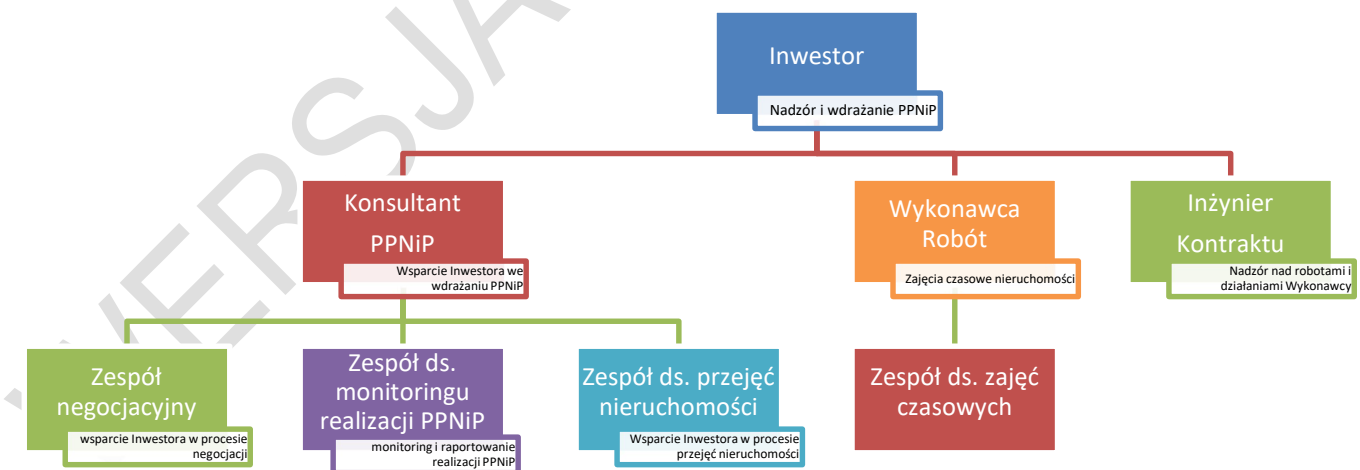 Inwestor
Nadzór i wdrażanie PPNiP
Konsultant
PPNiP
Wsparcie Inwestora we
wdrażaniu PPNiP
Wykonawca
Robót
Zajęcia czasowe nieruchomości
Inżynier
Kontraktu
Nadzór nad robotami i
działaniami Wykonawcy
Zespół
negocjacyjny
wsparcie Inwestora w procesie
negocjacji
Zespół ds.
monitoringu
realizacji PPNiP
monitoring i raportowanie
realizacji PPNiP
Zespół ds. przejęć
nieruchomości
Wsparcie Inwestora w procesie
przejęć nieruchomości
Zespół ds. zajęć
czasowych
WERSJA